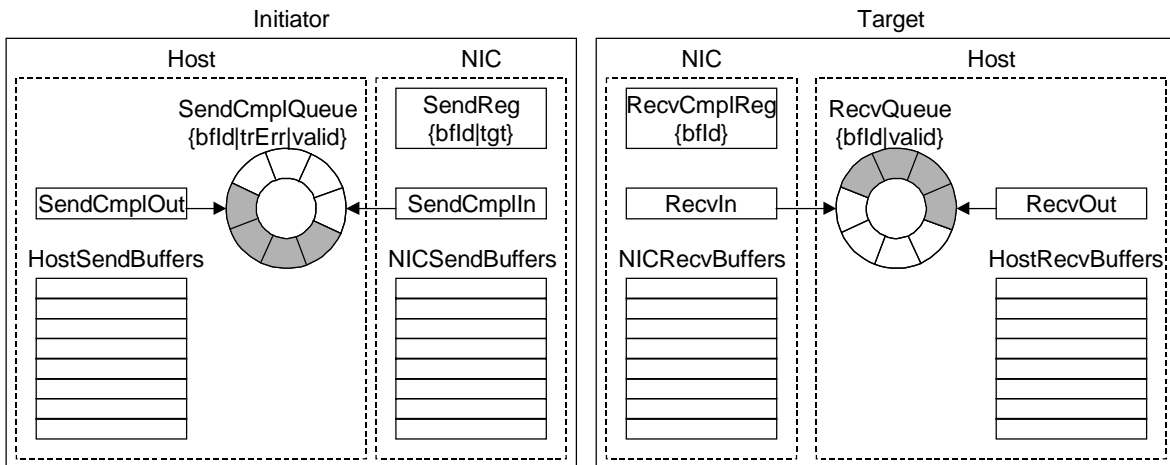 Initiator
Target
Host
NIC
NIC
Host
SendCmplQueue
{bfId|trErr|valid}
SendReg
{bfId|tgt}
RecvCmplReg
{bfId}
RecvQueue
{bfId|valid}
SendCmplOut
SendCmplIn
RecvIn
RecvOut
HostSendBuffers
NICSendBuffers
NICRecvBuffers
HostRecvBuffers